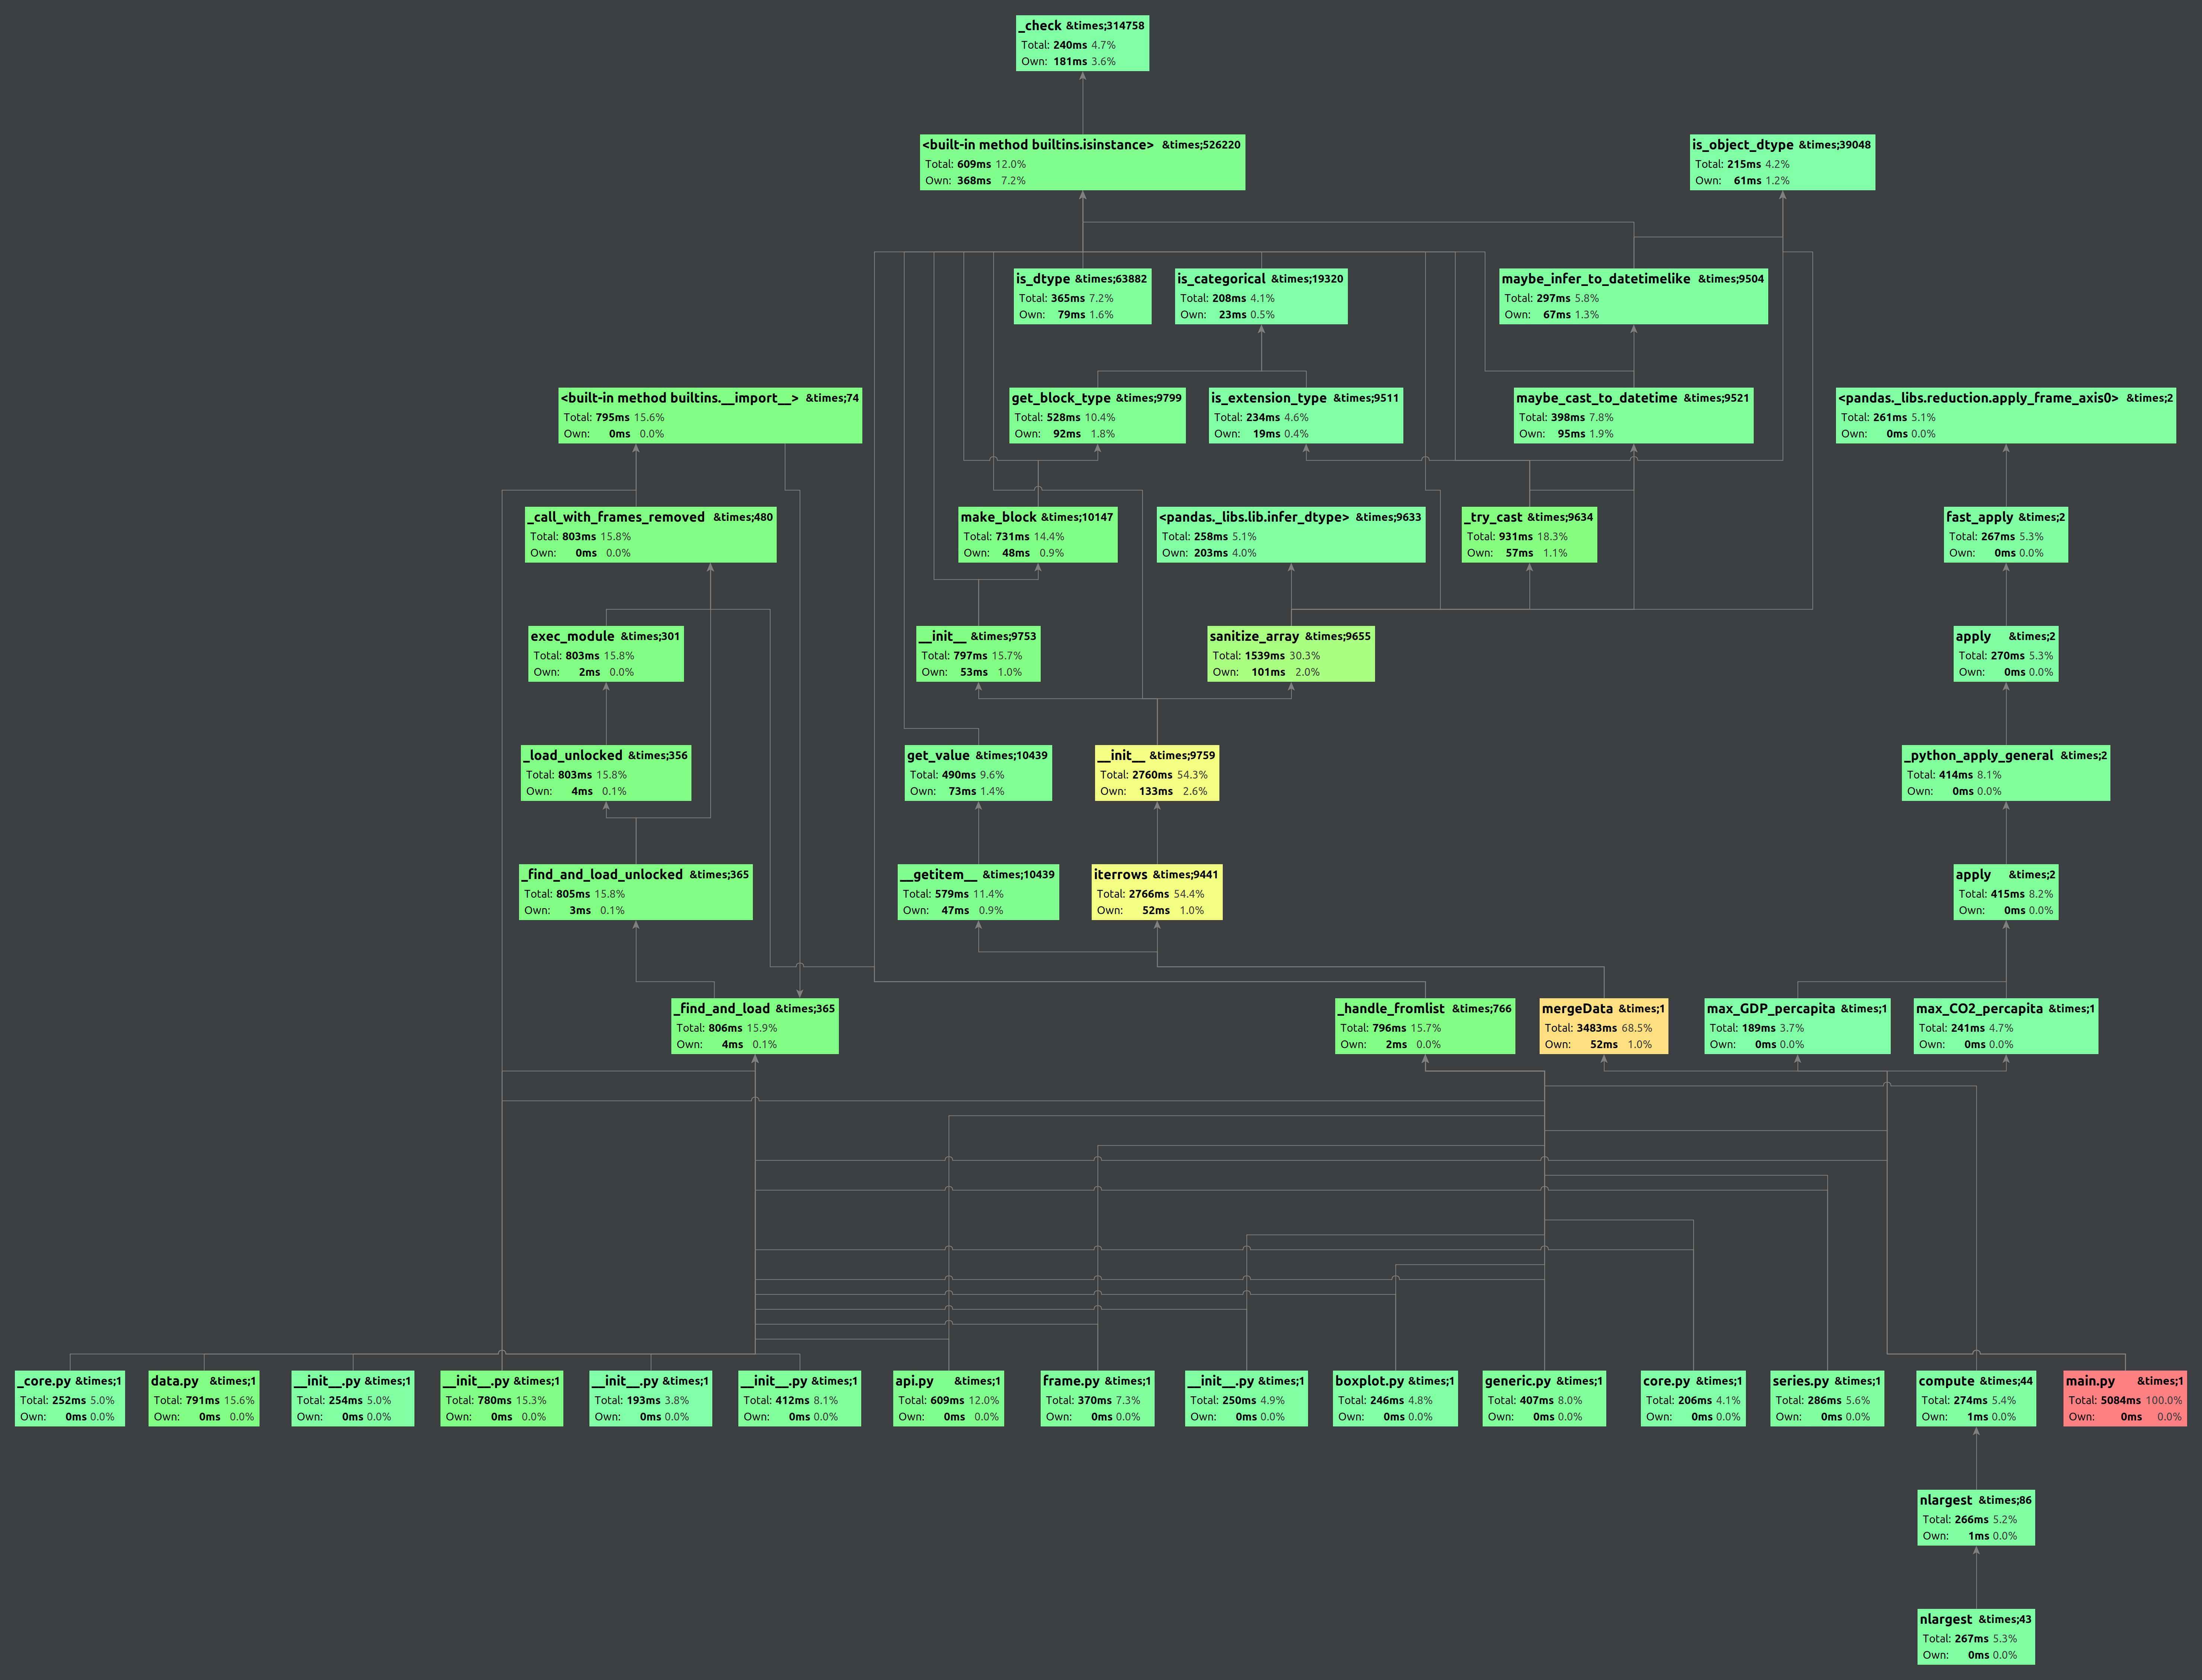 _check &times;314758
Total: 240ms 4.7%
Own: 181ms 3.6%
<built-in method builtins.isinstance> &times;526220
Total: 609ms 12.0%
Own: 368ms 7.2%
is_object_dtype &times;39048
Total: 215ms 4.2%
Own: 61ms 1.2%
is_dtype &times;63882
Total: 365ms 7.2%
Own: 79ms 1.6%
is_categorical &times;19320
Total: 208ms 4.1%
Own: 23ms 0.5%
maybe_infer_to_datetimelike &times;9504
Total: 297ms 5.8%
Own: 67ms 1.3%
<built-in method builtins.__import__> &times;74
Total: 795ms 15.6%
Own: 0ms 0.0%
get_block_type &times;9799
Total: 528ms 10.4%
Own: 92ms 1.8%
is_extension_type &times;9511
Total: 234ms 4.6%
Own: 19ms 0.4%
maybe_cast_to_datetime &times;9521
Total: 398ms 7.8%
Own: 95ms 1.9%
<pandas._libs.reduction.apply_frame_axis0> &times;2
Total: 261ms 5.1%
Own: 0ms 0.0%
_call_with_frames_removed &times;480
Total: 803ms 15.8%
Own: 0ms 0.0%
make_block &times;10147
Total: 731ms 14.4%
Own: 48ms 0.9%
<pandas._libs.lib.infer_dtype> &times;9633
Total: 258ms 5.1%
Own: 203ms 4.0%
_try_cast &times;9634
Total: 931ms 18.3%
Own: 57ms 1.1%
fast_apply &times;2
Total: 267ms 5.3%
Own: 0ms 0.0%
exec_module &times;301
Total: 803ms 15.8%
Own: 2ms 0.0%
__init__ &times;9753
Total: 797ms 15.7%
Own: 53ms 1.0%
sanitize_array &times;9655
Total: 1539ms 30.3%
Own: 101ms 2.0%
apply &times;2
Total: 270ms 5.3%
Own: 0ms 0.0%
_load_unlocked &times;356
Total: 803ms 15.8%
Own: 4ms 0.1%
get_value &times;10439
Total: 490ms 9.6%
Own: 73ms 1.4%
__init__ &times;9759
Total: 2760ms 54.3%
Own: 133ms 2.6%
_python_apply_general &times;2
Total: 414ms 8.1%
Own: 0ms 0.0%
_find_and_load_unlocked &times;365
Total: 805ms 15.8%
Own: 3ms 0.1%
__getitem__ &times;10439
Total: 579ms 11.4%
Own: 47ms 0.9%
iterrows &times;9441
Total: 2766ms 54.4%
Own: 52ms 1.0%
apply &times;2
Total: 415ms 8.2%
Own: 0ms 0.0%
_find_and_load &times;365
Total: 806ms 15.9%
Own: 4ms 0.1%
_handle_fromlist &times;766
Total: 796ms 15.7%
Own: 2ms 0.0%
mergeData &times;1
Total: 3483ms 68.5%
Own: 52ms 1.0%
max_GDP_percapita &times;1
Total: 189ms 3.7%
Own: 0ms 0.0%
max_CO2_percapita &times;1
Total: 241ms 4.7%
Own: 0ms 0.0%
_core.py &times;1
Total: 252ms 5.0%
Own: 0ms 0.0%
data.py &times;1
Total: 791ms 15.6%
Own: 0ms 0.0%
__init__.py &times;1
Total: 254ms 5.0%
Own: 0ms 0.0%
__init__.py &times;1
Total: 780ms 15.3%
Own: 0ms 0.0%
__init__.py &times;1
Total: 193ms 3.8%
Own: 0ms 0.0%
__init__.py &times;1
Total: 412ms 8.1%
Own: 0ms 0.0%
api.py &times;1
Total: 609ms 12.0%
Own: 0ms 0.0%
frame.py &times;1
Total: 370ms 7.3%
Own: 0ms 0.0%
__init__.py &times;1
Total: 250ms 4.9%
Own: 0ms 0.0%
boxplot.py &times;1
Total: 246ms 4.8%
Own: 0ms 0.0%
generic.py &times;1
Total: 407ms 8.0%
Own: 0ms 0.0%
core.py &times;1
Total: 206ms 4.1%
Own: 0ms 0.0%
series.py &times;1
Total: 286ms 5.6%
Own: 0ms 0.0%
compute &times;44
Total: 274ms 5.4%
Own: 1ms 0.0%
main.py &times;1
Total: 5084ms 100.0%
Own: 0ms 0.0%
nlargest &times;86
Total: 266ms 5.2%
Own: 1ms 0.0%
nlargest &times;43
Total: 267ms 5.3%
Own: 0ms 0.0%